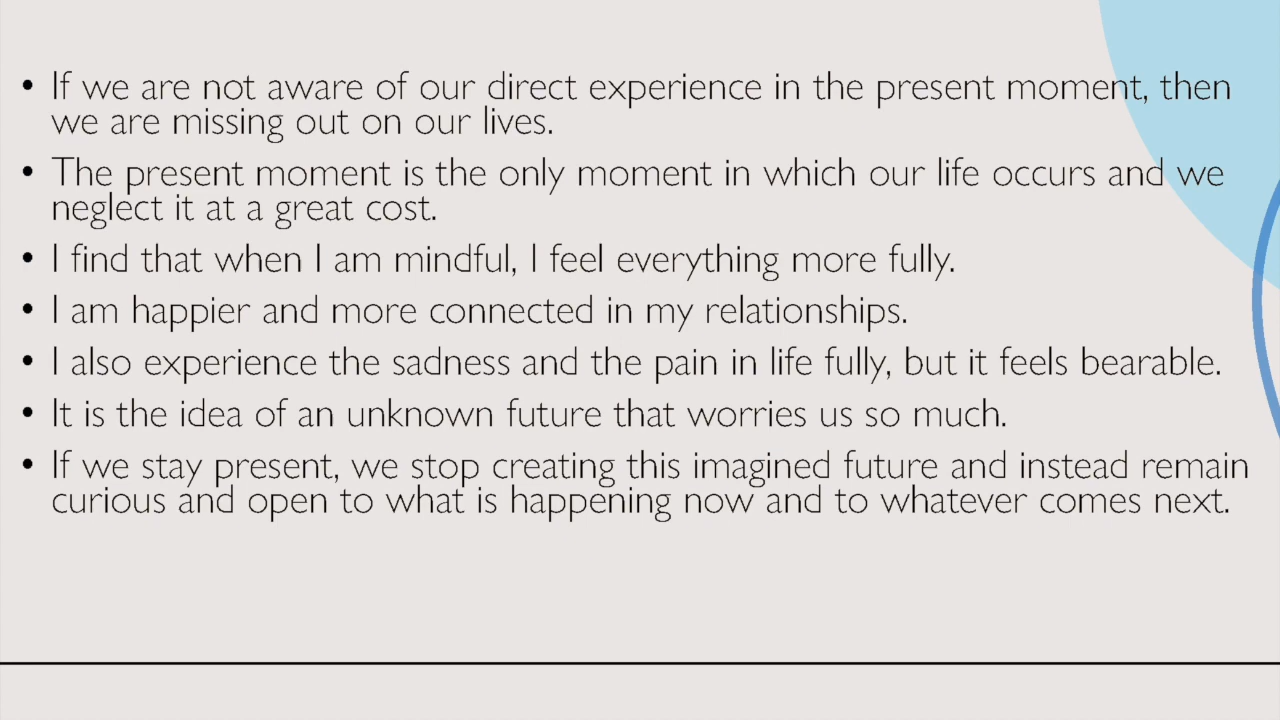 • If we are not aware of our direct experience in the present moment, then
we are missing out on our lives.
• The present moment is the only moment in which our life occurs and we
neglect it at a great cost.
• I find that when I am mindful, I feel everything more fully.
• I am happier and more connected in my relationships.
• I also experience the sadness and the pain in life fully, but it feels bearable.
• It is the idea of an unknown future that worries us so much.
• If we stay present, we stop creating this imagined future and instead remain
curious and open to what is happening now and to whatever comes next.